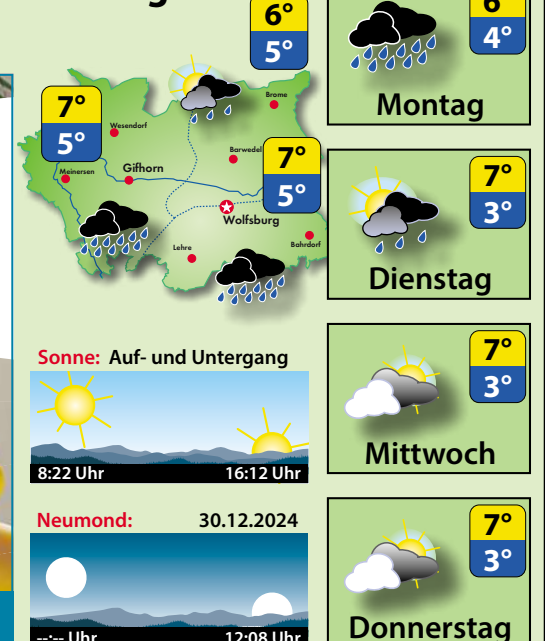 6°
5°
7°
5°
Brome
Wesendorf
Barwedel
Meinersen
Gifhorn
7°
5°
Wolfsburg
Lehre
Bahrdorf
Sonne: Auf- und Untergang
8:22 Uhr 16:12 Uhr
Neumond: 30.12.2024
--:-- Uhr 12:08 Uhr
6°
4°
Montag
7°
3°
Dienstag
7°
3°
Mittwoch
7°
3°
Donnerstag